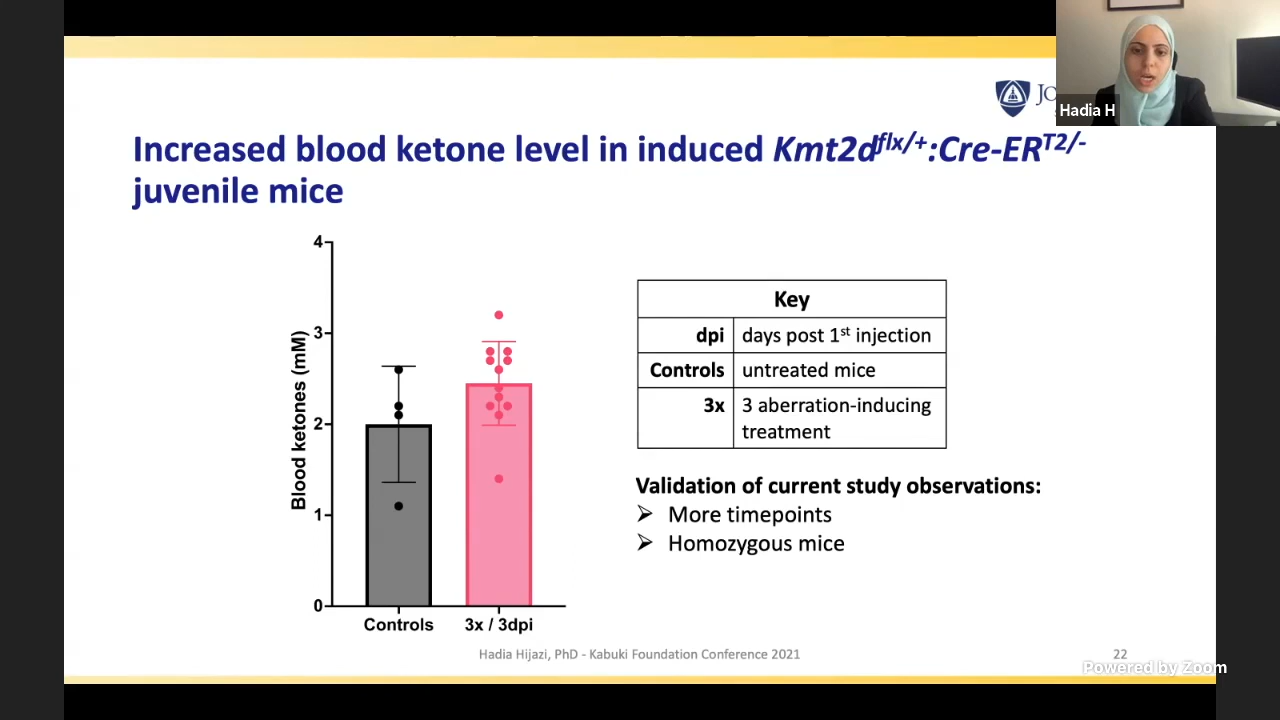 Hadia H
JO
Increased blood ketone level in induced Kmt2dflx/+:Cre-ERT2/-
juvenile mice
4
3
2
1
0
Blood ketones (mM)
Controls
3x / 3dpi
Key
dpi days post 1st injection
Controls untreated mice
3x 3 aberration-inducing
treatment
Validation of current study observations:
➢ More timepoints
➢ Homozygous mice
Hadia Hijazi, PhD - Kabuki Foundation Conference 2021
22
Powered by Zoom